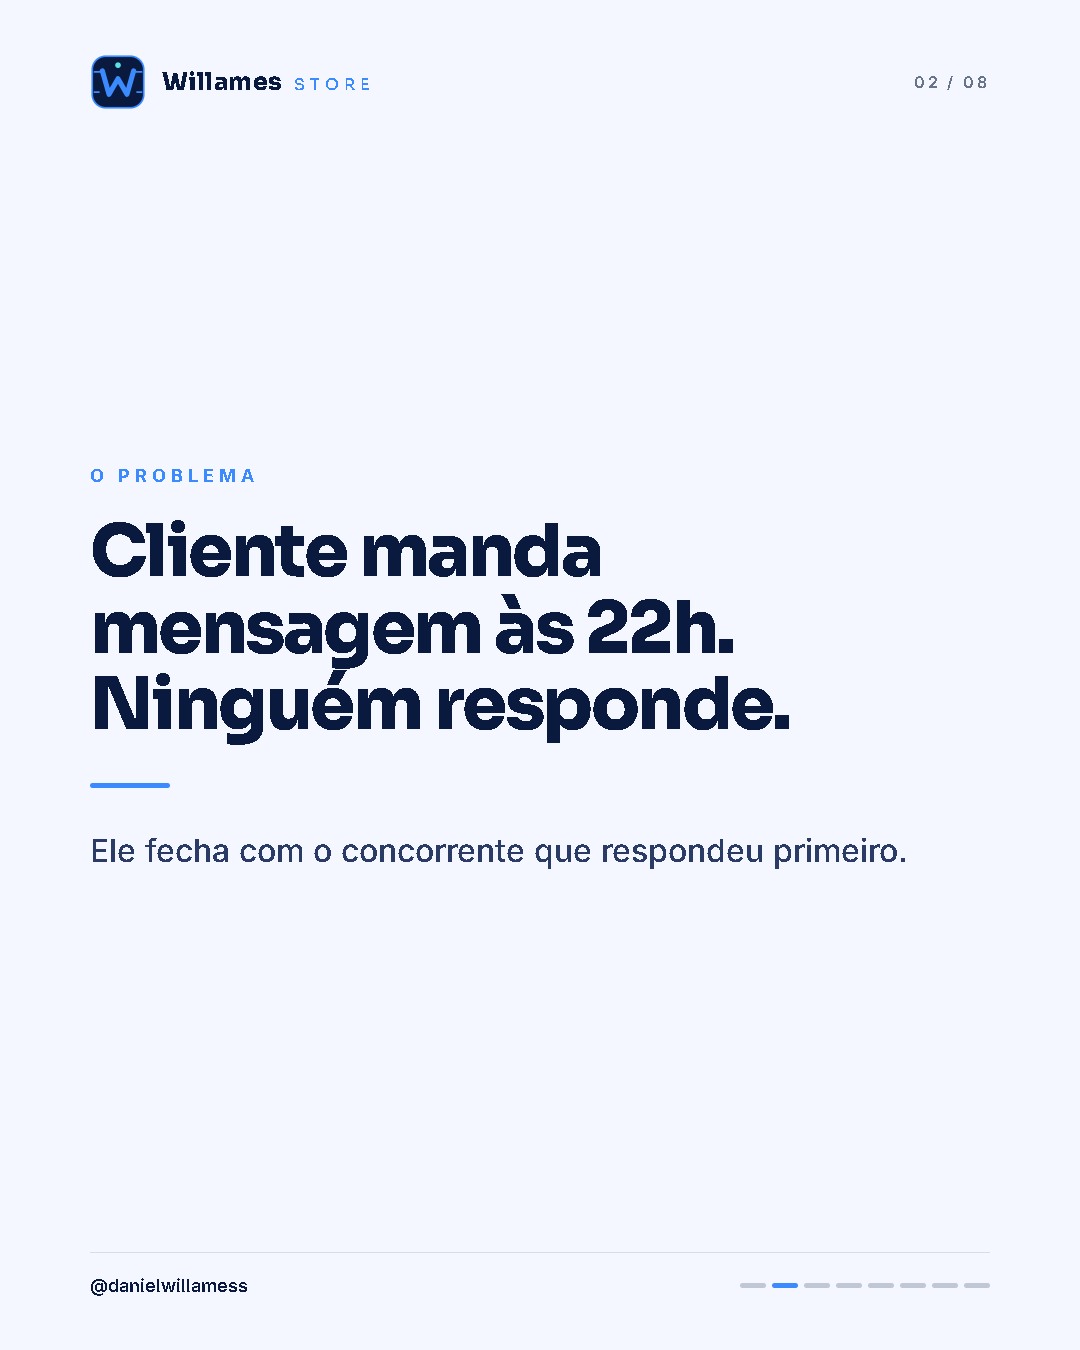 W Willames STORE
02 / 08
O PROBLEMA
Cliente manda
mensagem às 22h.
Ninguém responde.
Ele fecha com o concorrente que respondeu primeiro.
@danielwillamess